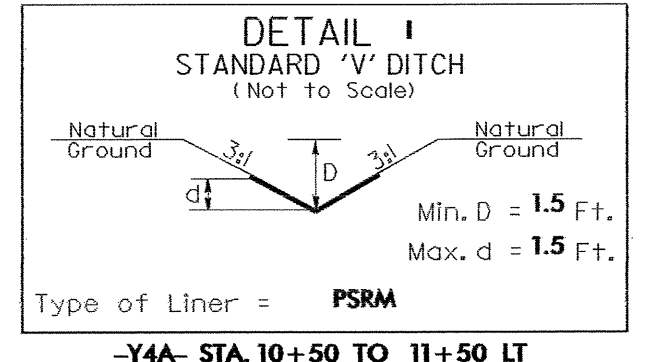 DETAIL 1
STANDARD 'V' DITCH
(Not to Scale)
Natural
Ground
3:1
D
3:1
Natural
Ground
d
Min. D = 1.5 Ft.
Max. d = 1.5 Ft.
Type of Liner = PSRM
-Y4A- STA. 10+50 TO 11+50 LT